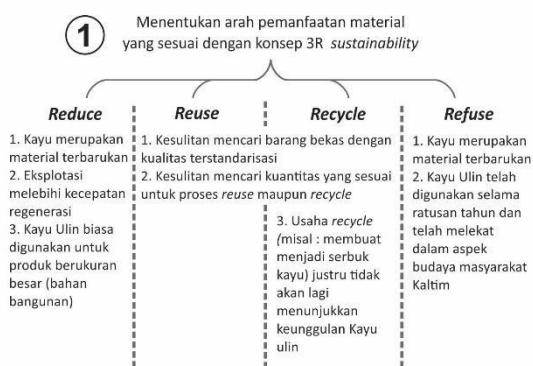 1
Menentukan arah pemanfaatan material
yang sesuai dengan konsep 3R sustainability
Reduce
1. Kayu merupakan
material terbarukan
2. Eksplotasi
melebihi kecepatan
regenerasi
3. Kayu Ulin biasa
digunakan untuk
produk berukuran
besar (bahan
bangunan)
Reuse
Recycle
1. Kesulitan mencari barang bekas dengan
kualitas terstandarisasi
2. Kesulitan mencari kuantitas yang sesuai
untuk proses reuse maupun recycle
3. Usaha recycle
(misal : membuat
menjadi serbuk
kayu) justru tidak
akan lagi
menunjukkan
keunggulan Kayu
ulin
Refuse
1. Kayu merupakan
material terbarukan
2. Kayu Ulin telah
digunakan selama
ratusan tahun dan
telah melekat
dalam aspek
budaya masyarakat
Kaltim